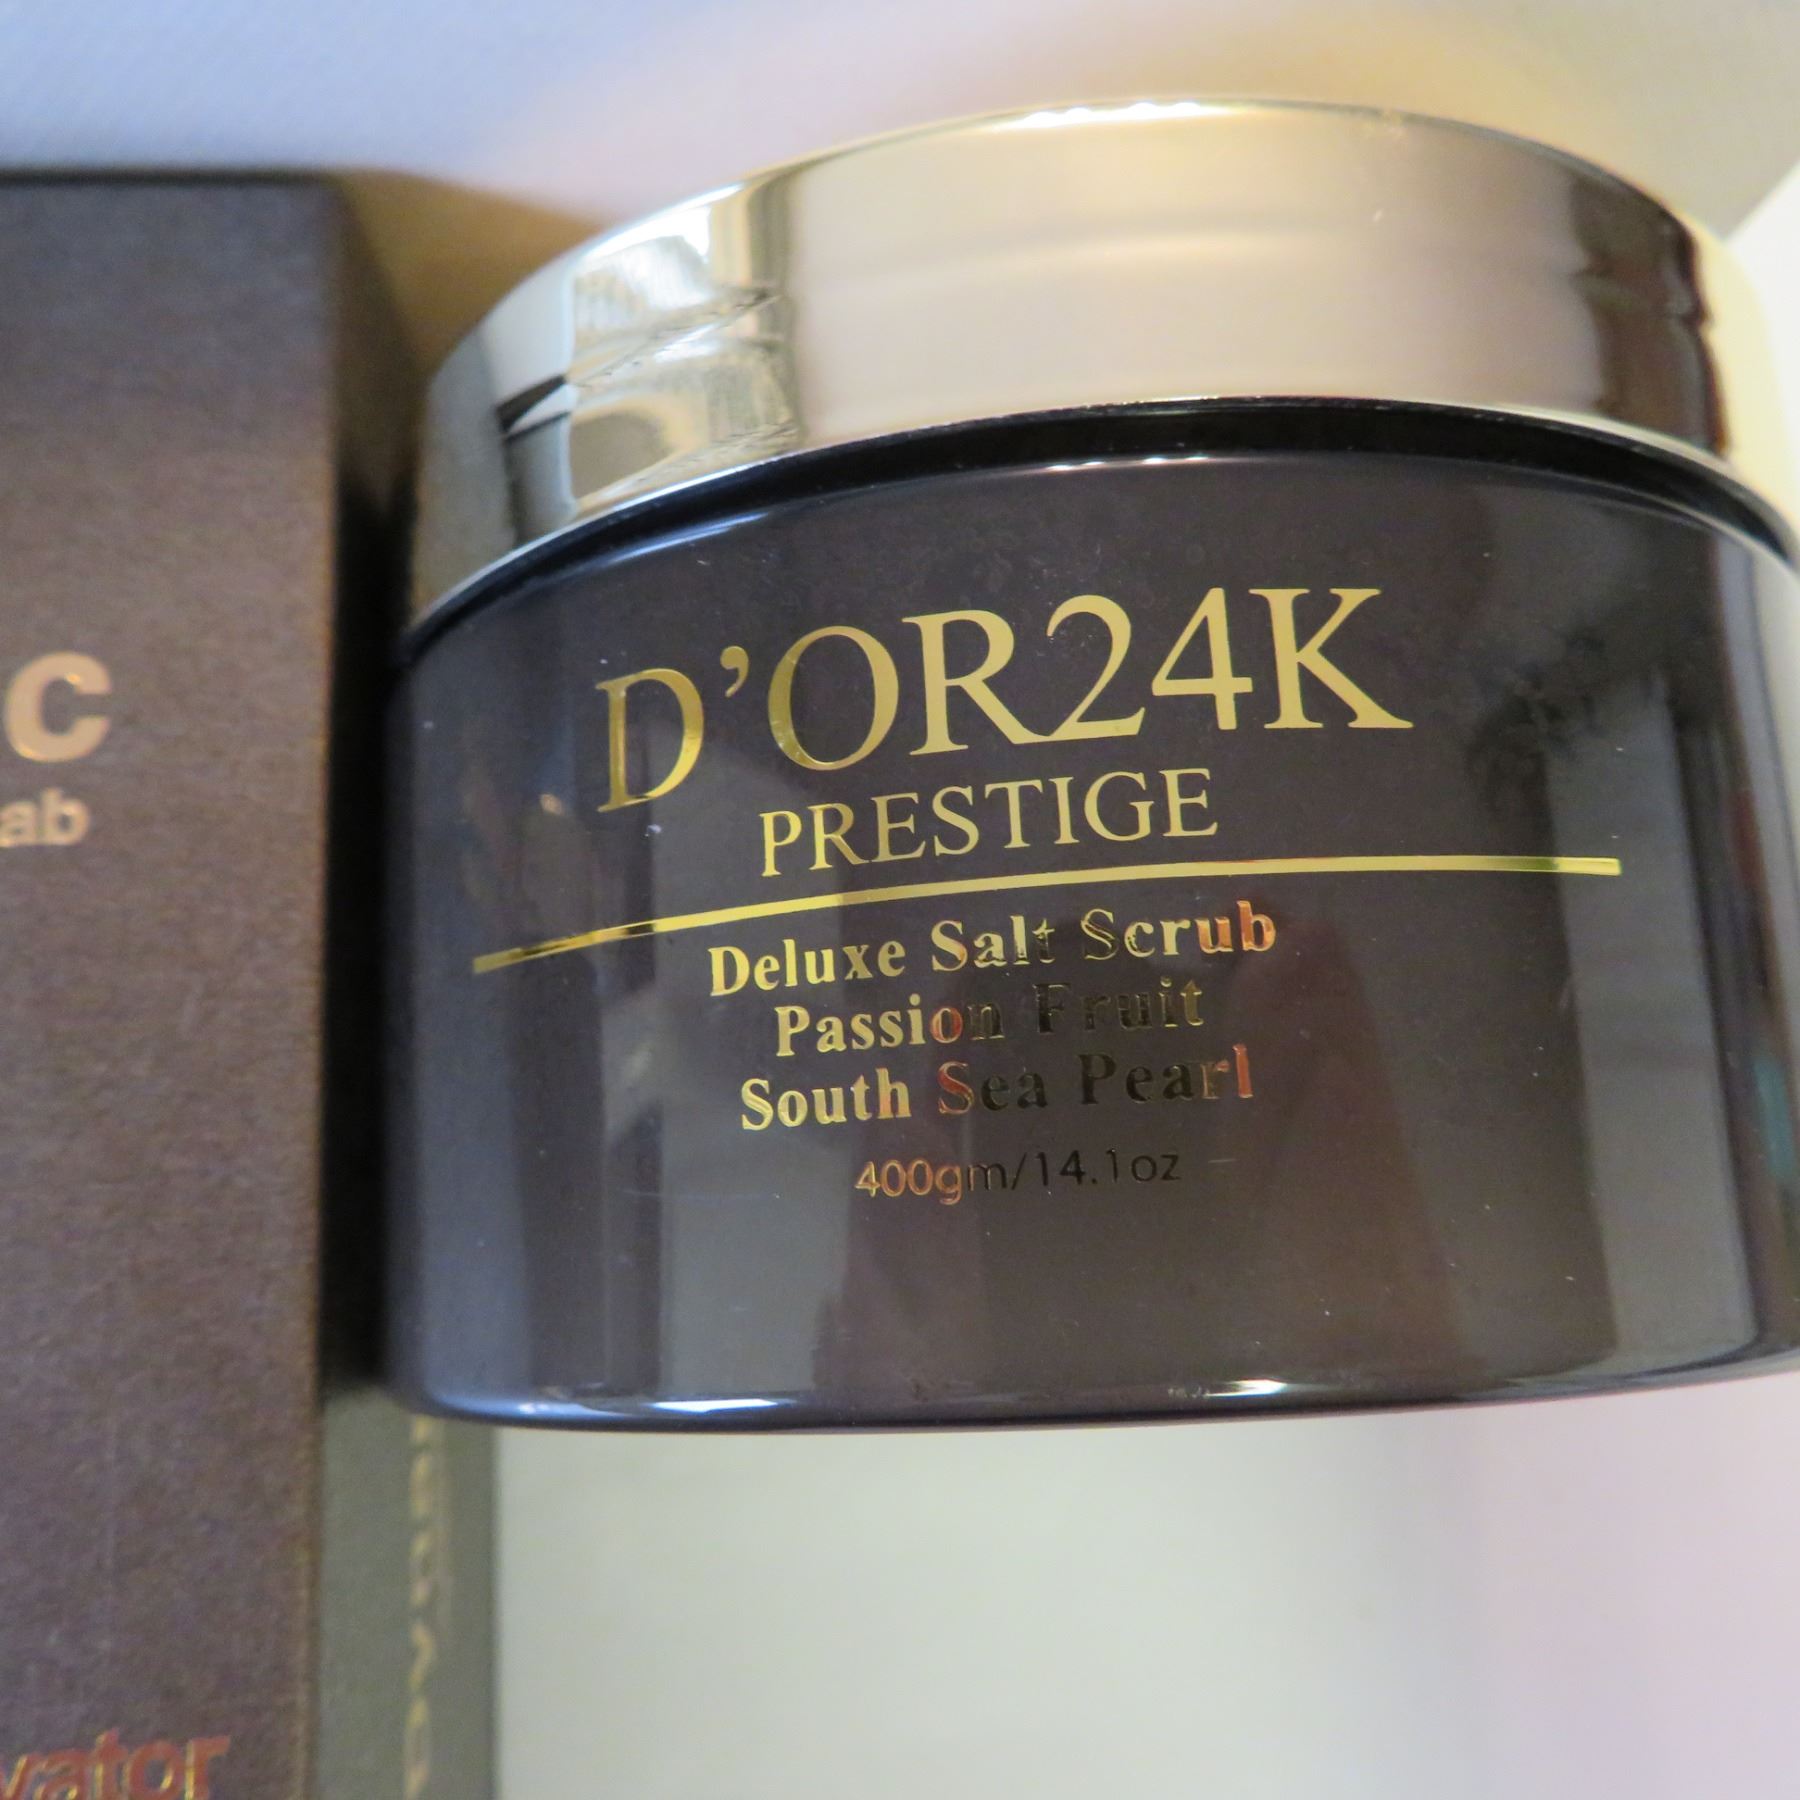 D'OR24K
PRESTIGE
Deluxe Salt Scrub
Passion Fruit
South Sea Pearl
400gm/14.1oz
c
ab
vator